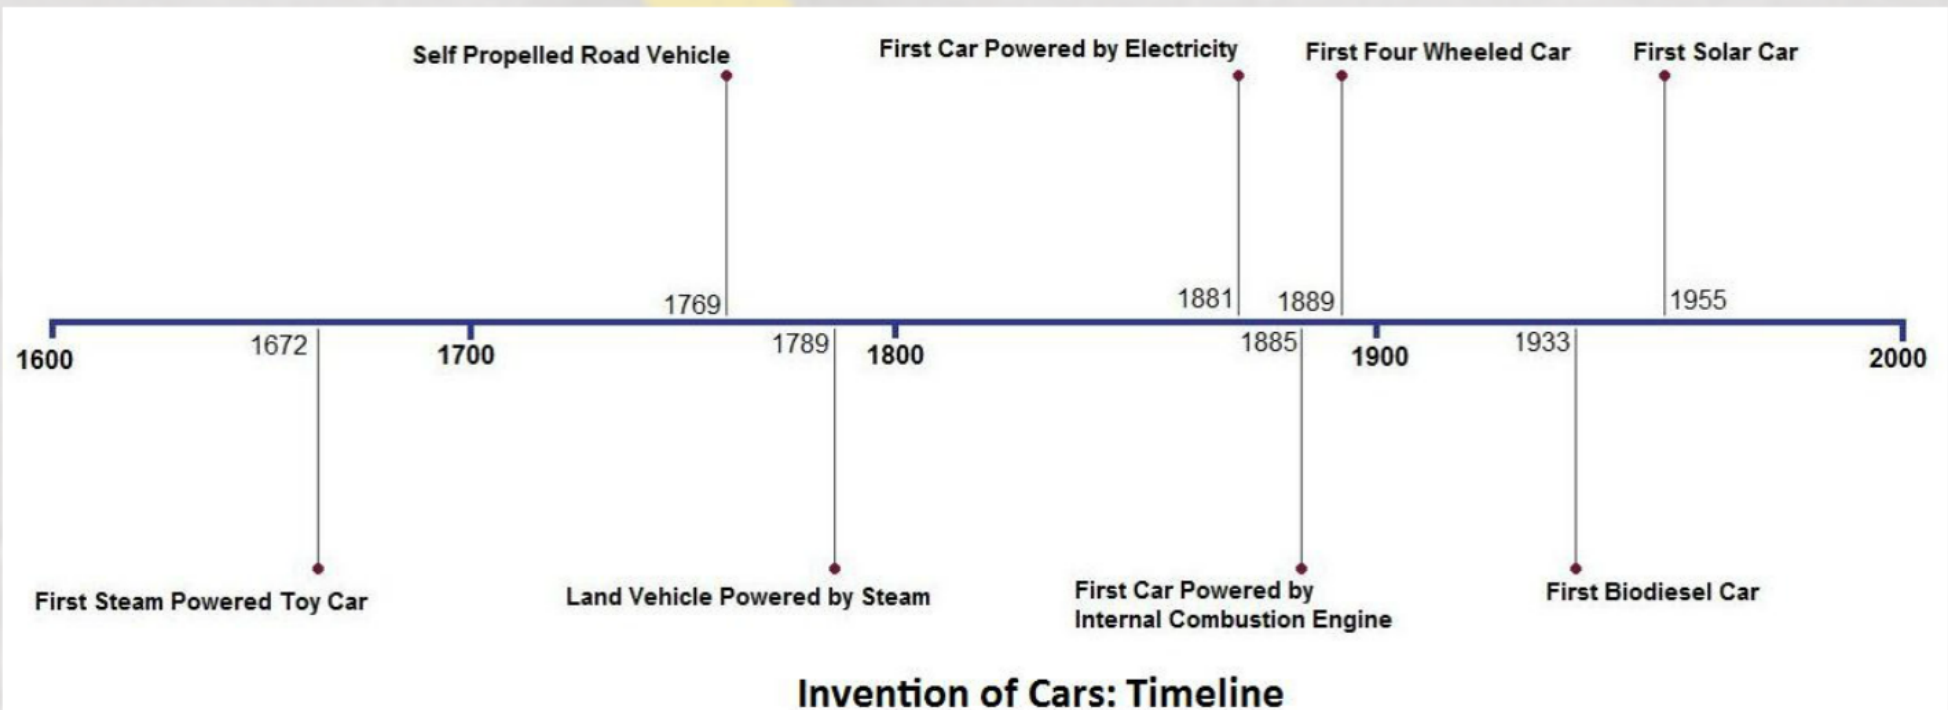 Self Propelled Road Vehicle
First Car Powered by Electricity
First Four Wheeled Car
First Solar Car
1769
1881
1889
1955
1672
1789
1885
1933
1600
1700
1800
1900
2000
First Steam Powered Toy Car
Land Vehicle Powered by Steam
First Car Powered by
Internal Combustion Engine
First Biodiesel Car
Invention of Cars: Timeline